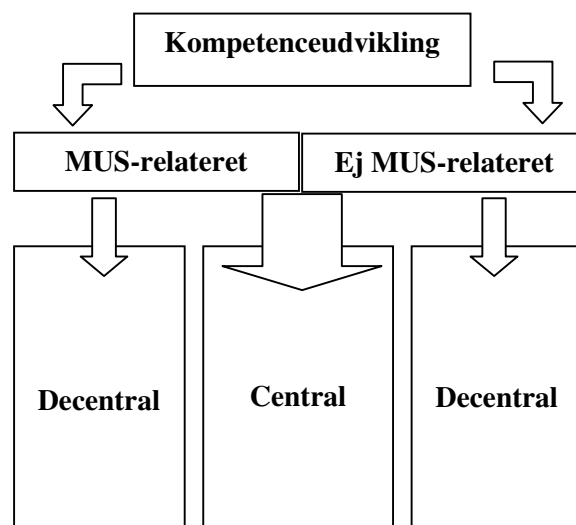 Kompetenceudvikling
MUS-relateret
Ej MUS-relateret
Decentral
Central
Decentral